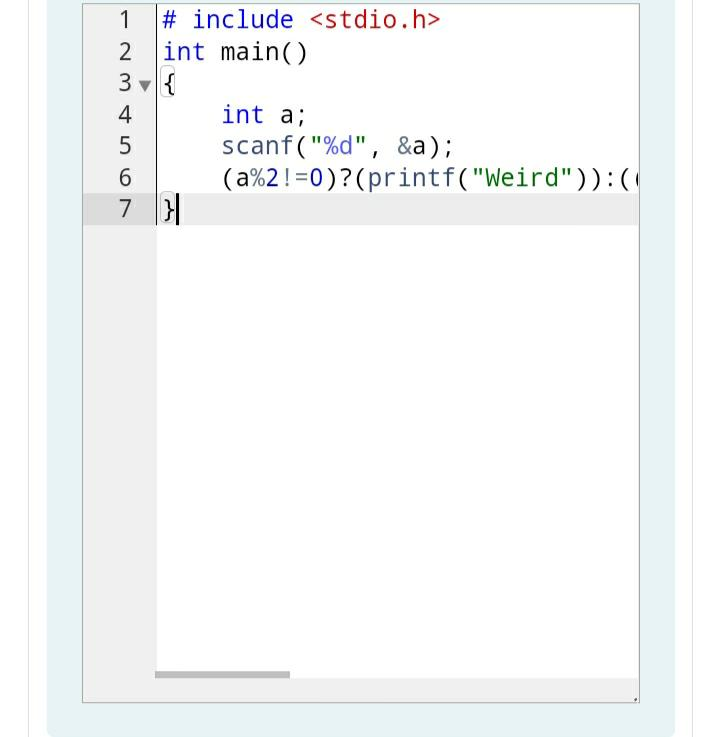 1 # include <stdio.h>
2 int main()
3 {
4 int a;
5 scanf("%d", &a);
6 (a%2!=0)?(printf("Weird")):((
7 }